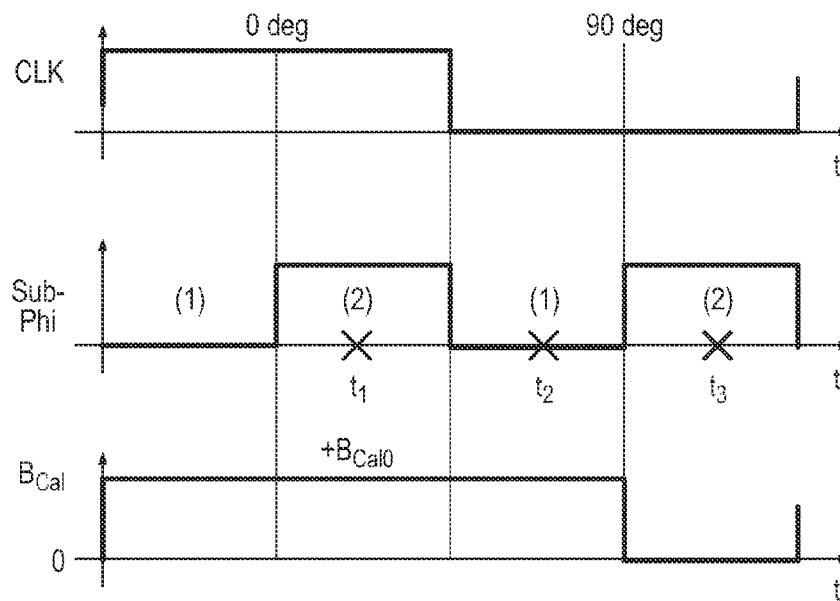 0 deg 90 deg
CLK
t
Sub-
Phi
(1) (2) (1) (2)
t1 t2 t3
t
+BCal0
BCal
0
t